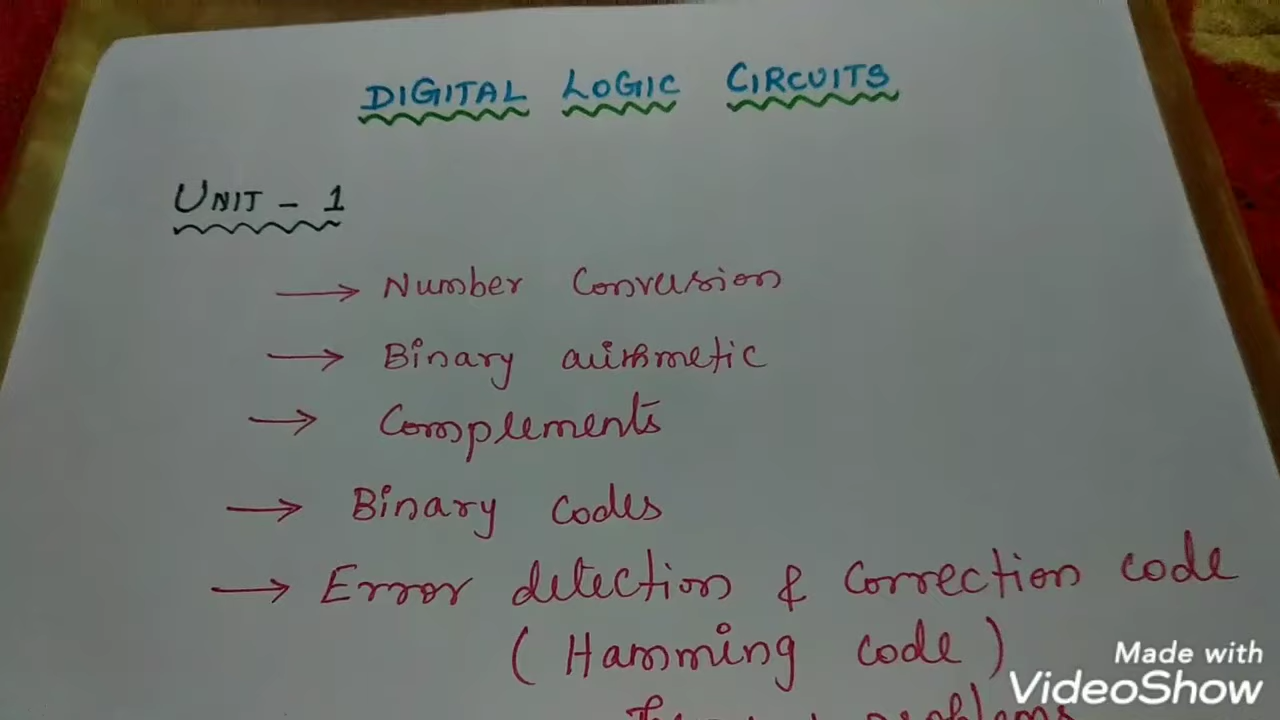 DIGITAL LOGIC CIRCUITS
UNIT - 1
→ Number Conversion
→ Binary arithmetic
→ Complements
→ Binary codes
→ Error detection & Correction code
(Hamming code)
problems
Made with
VideoShow